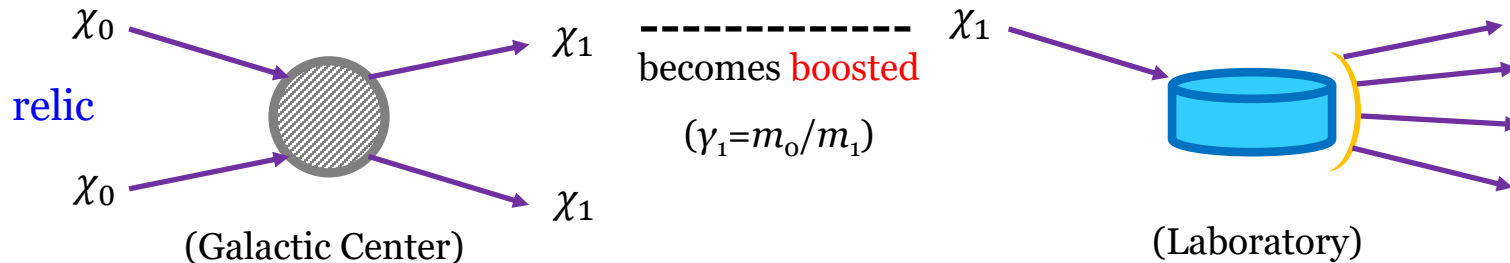 χ₀
χ₁
relic
χ₀
χ₁
(Galactic Center)
becomes boosted
(γ₁=m₀/m₁)
χ₁
(Laboratory)